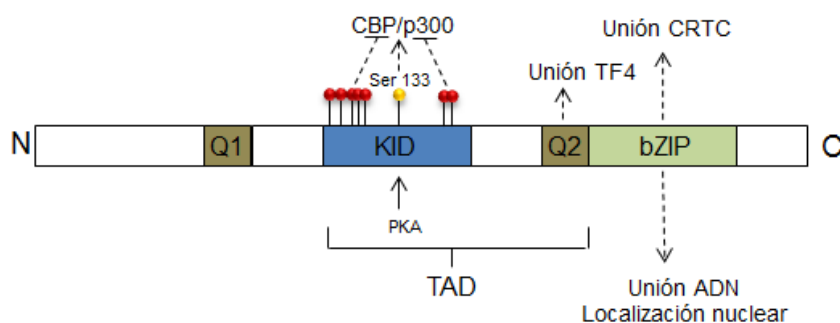 CBP/p300
Unión CRTC
Ser 133
Unión TF4
N
Q1
KID
Q2
bZIP
C
PKA
TAD
Unión ADN
Localización nuclear